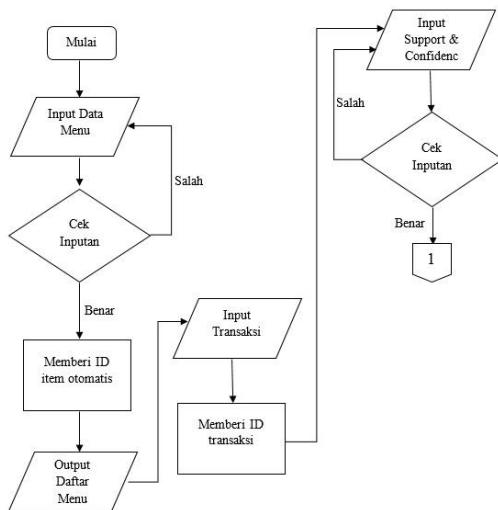 Mulai
Input Data
Menu
Salah
Cek
Inputan
Benar
Memberi ID
item otomatis
Output
Daftar
Menu
Input
Transaksi
Memberi ID
transaksi
Input
Support &
Confidenc
Salah
Cek
Inputan
Benar
1